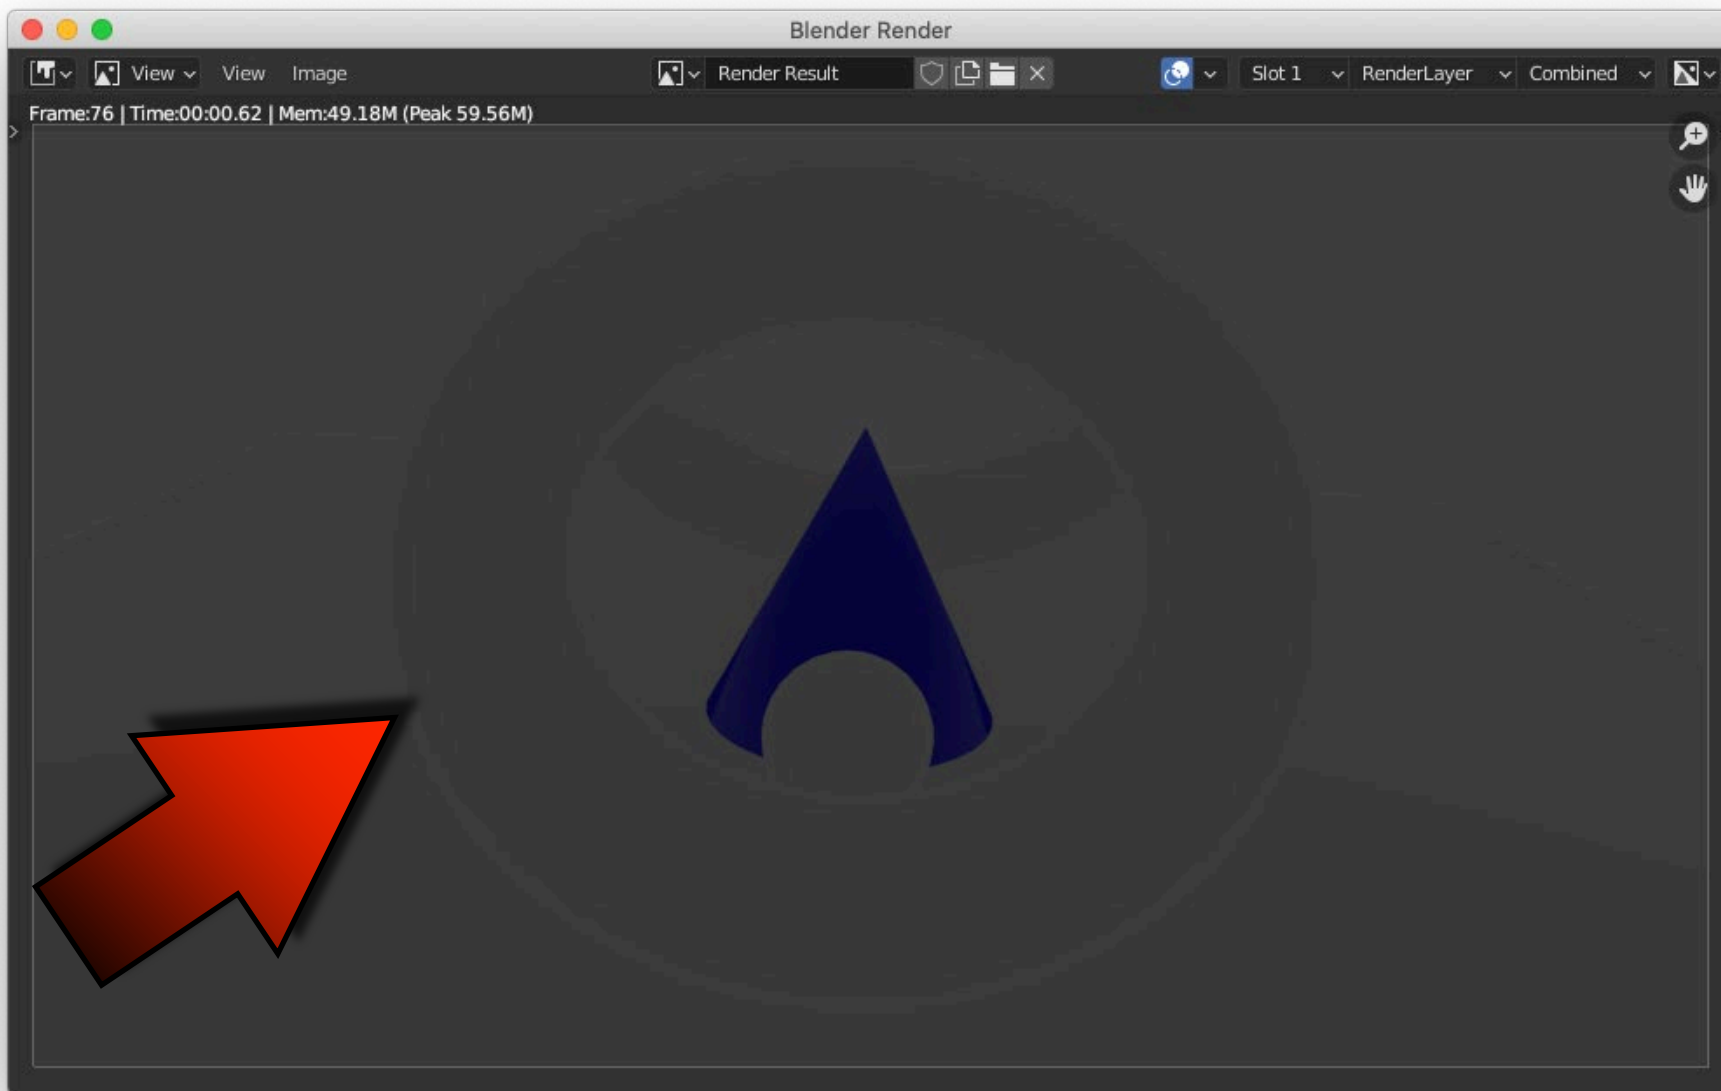 Blender Render
View View Image Render Result Slot 1 RenderLayer Combined
Frame:76 | Time:00:00.62 | Mem:49.18M (Peak 59.56M)